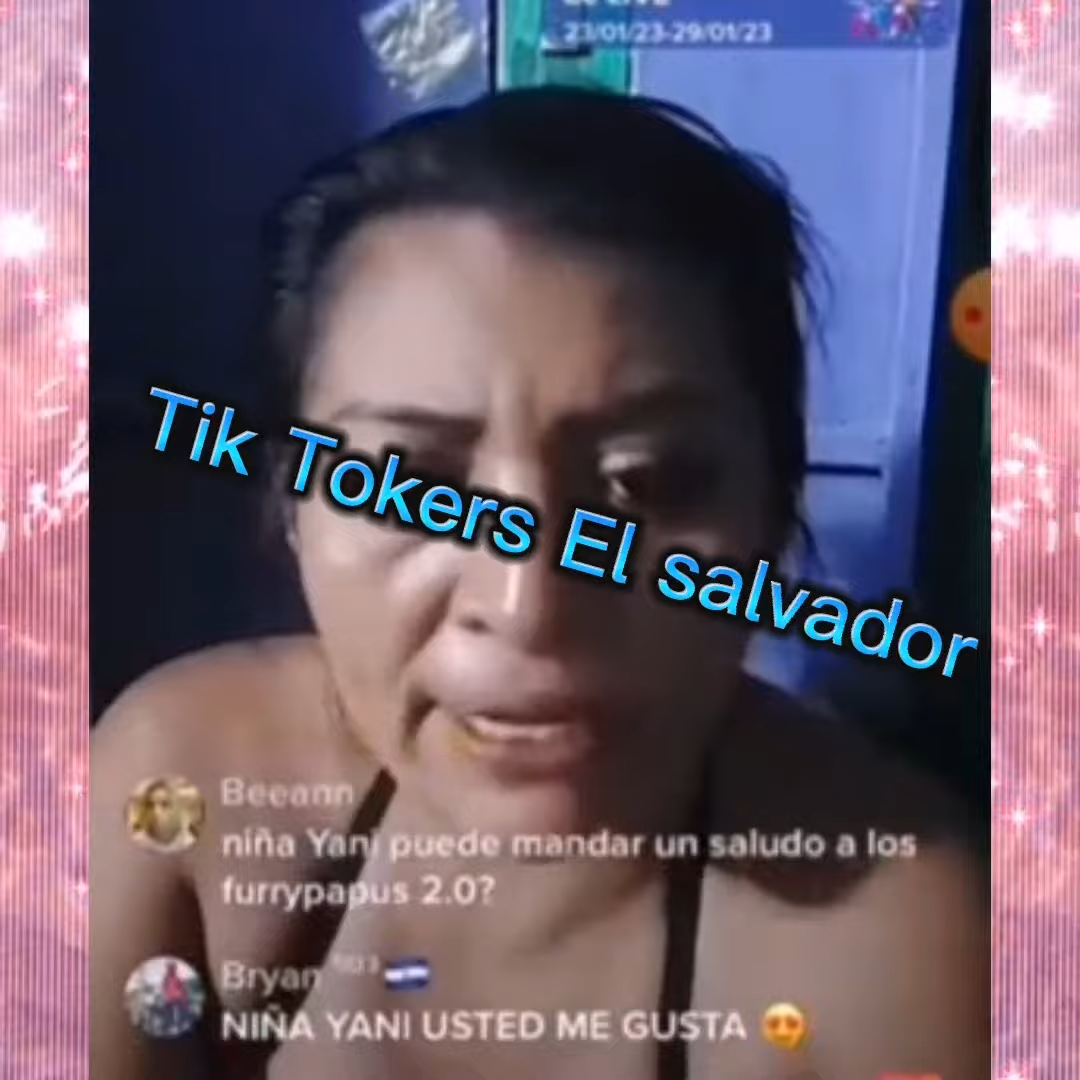 23/01/23-29/01/23
Tik Tokers El salvador
Beeann
niña Yani puede mandar un saludo a los
furrypapus 2.0?
Bryan
NIÑA YANI USTED ME GUSTA 😍